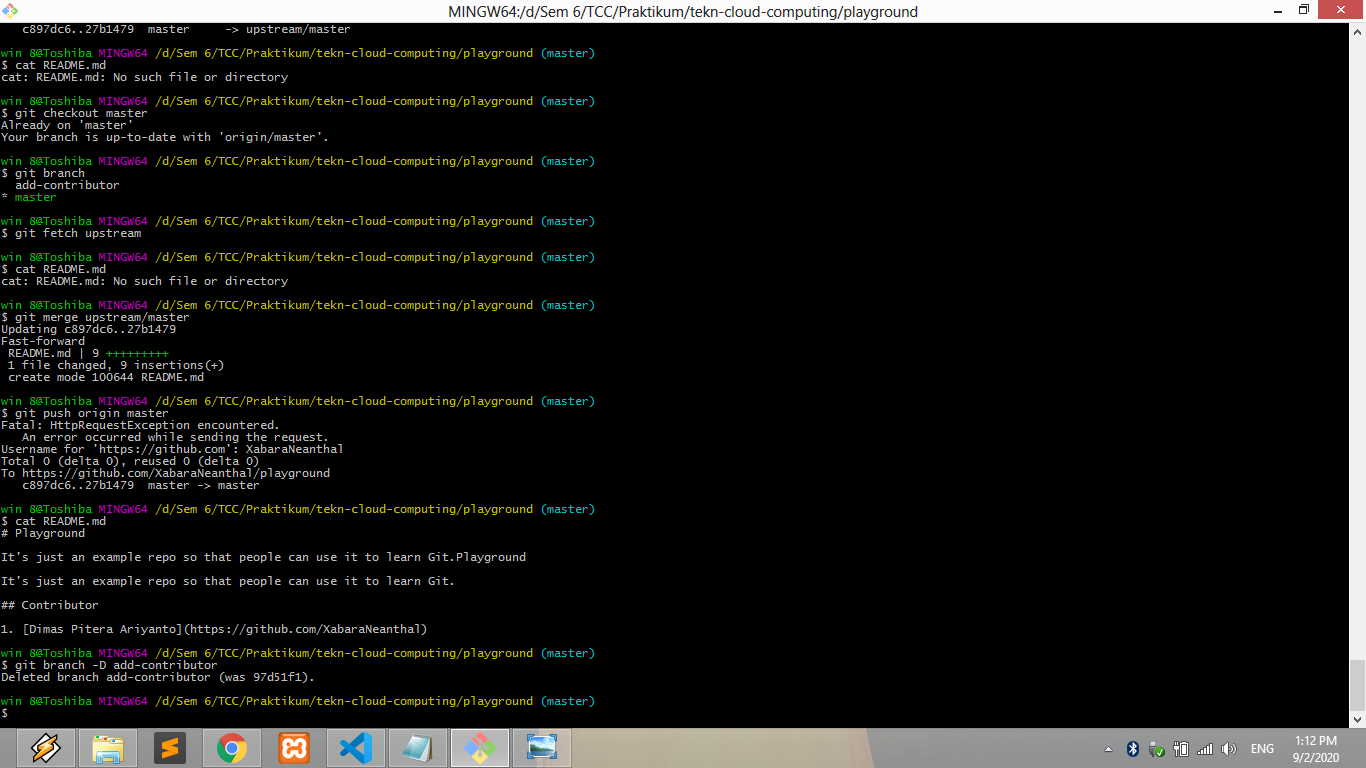 MINGW64:/d/Sem 6/TCC/Praktikum/tekn-cloud-computing/playground
   c897dc6..27b1479  master     -> upstream/master
win 8@Toshiba MINGW64 /d/Sem 6/TCC/Praktikum/tekn-cloud-computing/playground (master)
$ cat README.md
cat: README.md: No such file or directory
win 8@Toshiba MINGW64 /d/Sem 6/TCC/Praktikum/tekn-cloud-computing/playground (master)
$ git checkout master
Already on 'master'
Your branch is up-to-date with 'origin/master'.
win 8@Toshiba MINGW64 /d/Sem 6/TCC/Praktikum/tekn-cloud-computing/playground (master)
$ git branch
  add-contributor
* master
win 8@Toshiba MINGW64 /d/Sem 6/TCC/Praktikum/tekn-cloud-computing/playground (master)
$ git fetch upstream
win 8@Toshiba MINGW64 /d/Sem 6/TCC/Praktikum/tekn-cloud-computing/playground (master)
$ cat README.md
cat: README.md: No such file or directory
win 8@Toshiba MINGW64 /d/Sem 6/TCC/Praktikum/tekn-cloud-computing/playground (master)
$ git merge upstream/master
Updating c897dc6..27b1479
Fast-forward
 README.md | 9 +++++++++
 1 file changed, 9 insertions(+)
 create mode 100644 README.md
win 8@Toshiba MINGW64 /d/Sem 6/TCC/Praktikum/tekn-cloud-computing/playground (master)
$ git push origin master
Fatal: HttpRequestException encountered.
   An error occurred while sending the request.
Username for 'https://github.com': XabaraNeanthal
Total 0 (delta 0), reused 0 (delta 0)
To https://github.com/XabaraNeanthal/playground
   c897dc6..27b1479  master -> master
win 8@Toshiba MINGW64 /d/Sem 6/TCC/Praktikum/tekn-cloud-computing/playground (master)
$ cat README.md
# Playground
It's just an example repo so that people can use it to learn Git.Playground
It's just an example repo so that people can use it to learn Git.
## Contributor
1. [Dimas Pitera Ariyanto](https://github.com/XabaraNeanthal)
win 8@Toshiba MINGW64 /d/Sem 6/TCC/Praktikum/tekn-cloud-computing/playground (master)
$ git branch -D add-contributor
Deleted branch add-contributor (was 97d51f1).
win 8@Toshiba MINGW64 /d/Sem 6/TCC/Praktikum/tekn-cloud-computing/playground (master)
$
ENG
1:12 PM
9/2/2020